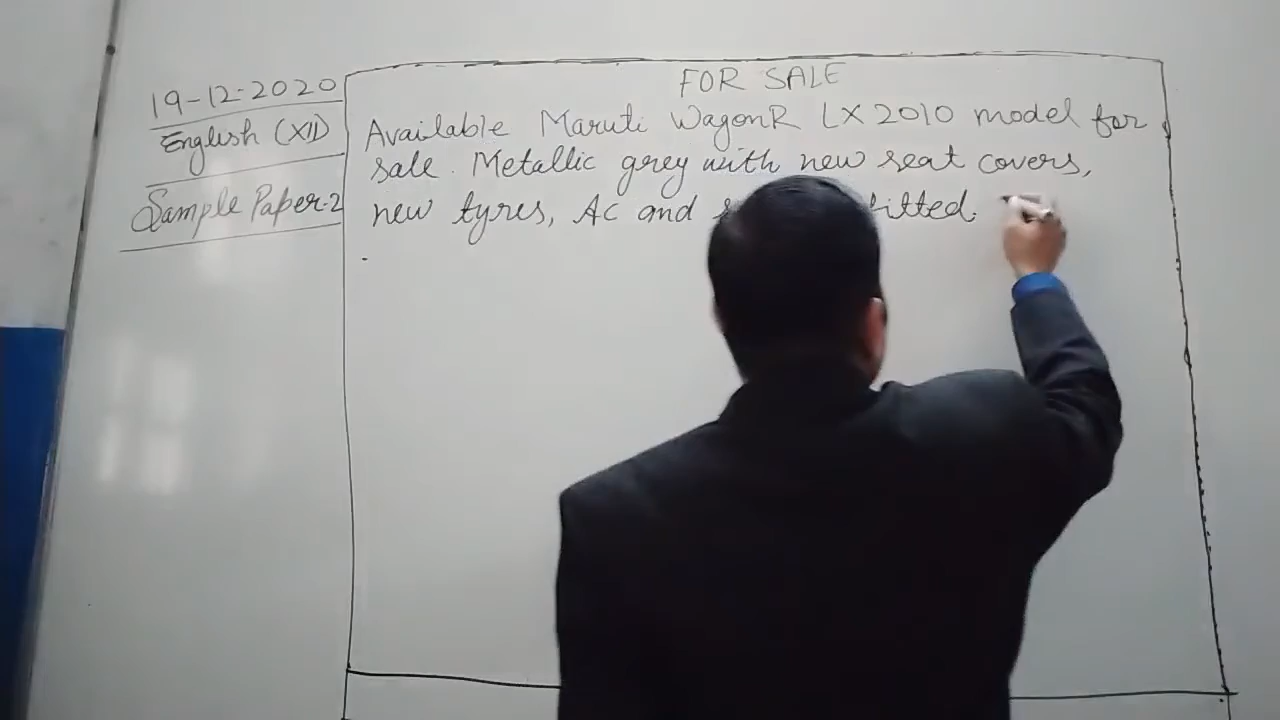 19-12-2020
English (XII)
Sample Paper-2
FOR SALE
Available Maruti WagonR LX 2010 model for
sale. Metallic grey with new seat covers,
new tyres, AC and fitted.